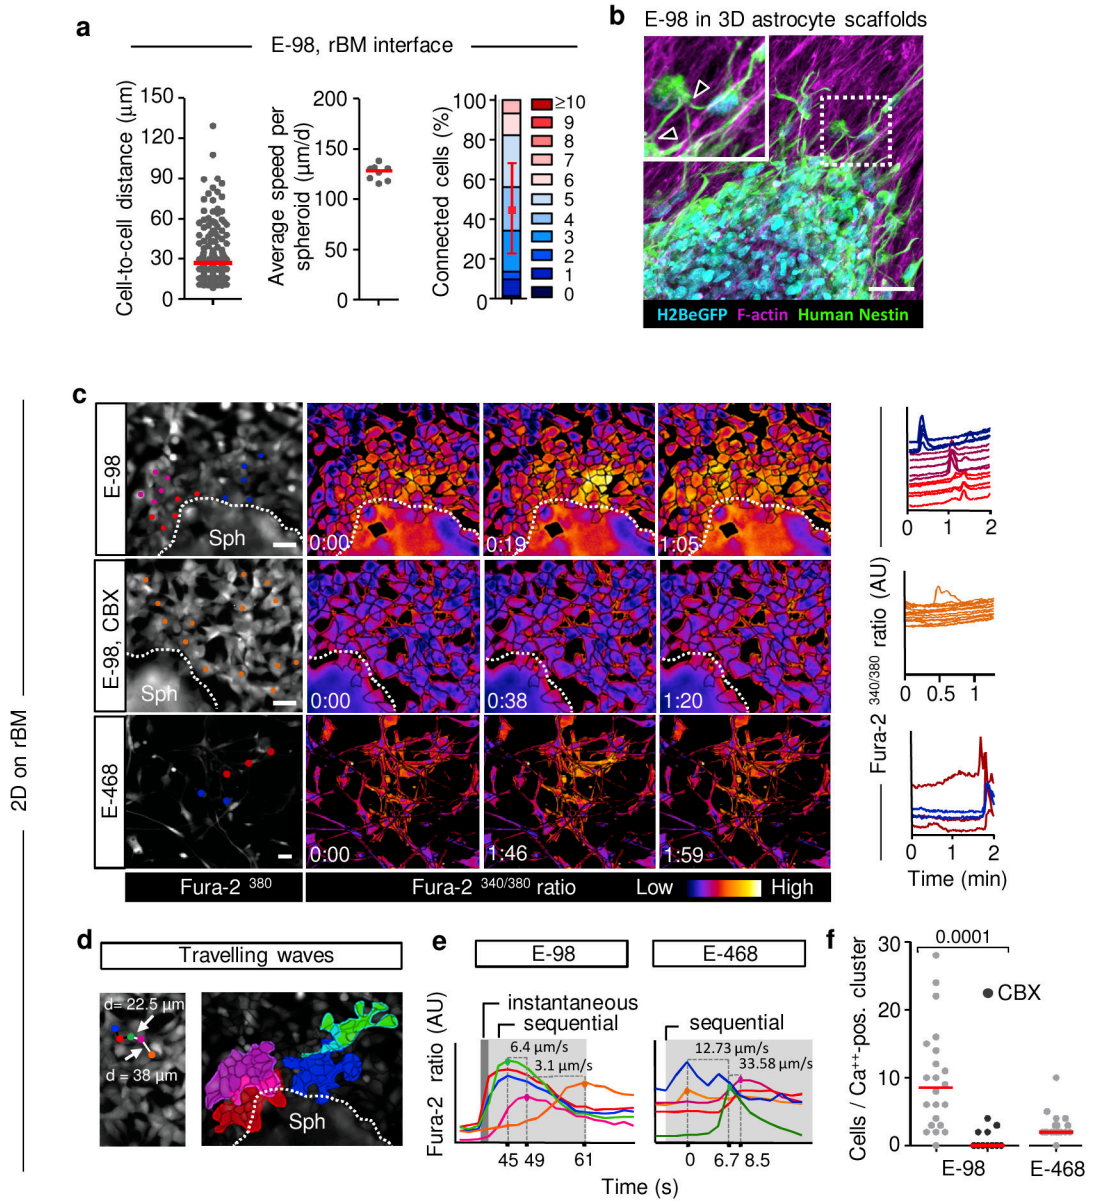 a
E-98, rBM interface
Cell-to-cell distance (µm)
150
120
90
60
30
0
Average speed per
spheroid (µm/d)
200
150
100
50
0
Connected cells (%)
100
80
60
40
20
0
≥10
9
8
7
6
5
4
3
2
1
0
b
E-98 in 3D astrocyte scaffolds
H2BeGFP F-actin Human Nestin
2D on rBM
c
E-98
Sph
0:00
0:19
1:05
0 1 2
E-98, CBX
Sph
0:00
0:38
1:20
0 0.5 1
E-468
0:00
1:46
1:59
0 1 2
Time (min)
Fura-2 340/380 ratio (AU)
Fura-2 380
Fura-2 340/380 ratio
Low High
d
Travelling waves
d= 22.5 µm
d = 38 µm
Sph
e
E-98
E-468
Fura-2 ratio (AU)
instantaneous
sequential
6.4 µm/s
3.1 µm/s
45 49 61
sequential
12.73 µm/s
33.58 µm/s
0 6.7 8.5
Time (s)
f
Cells / Ca++-pos. cluster
30
20
10
0
0.0001
CBX
E-98
E-468